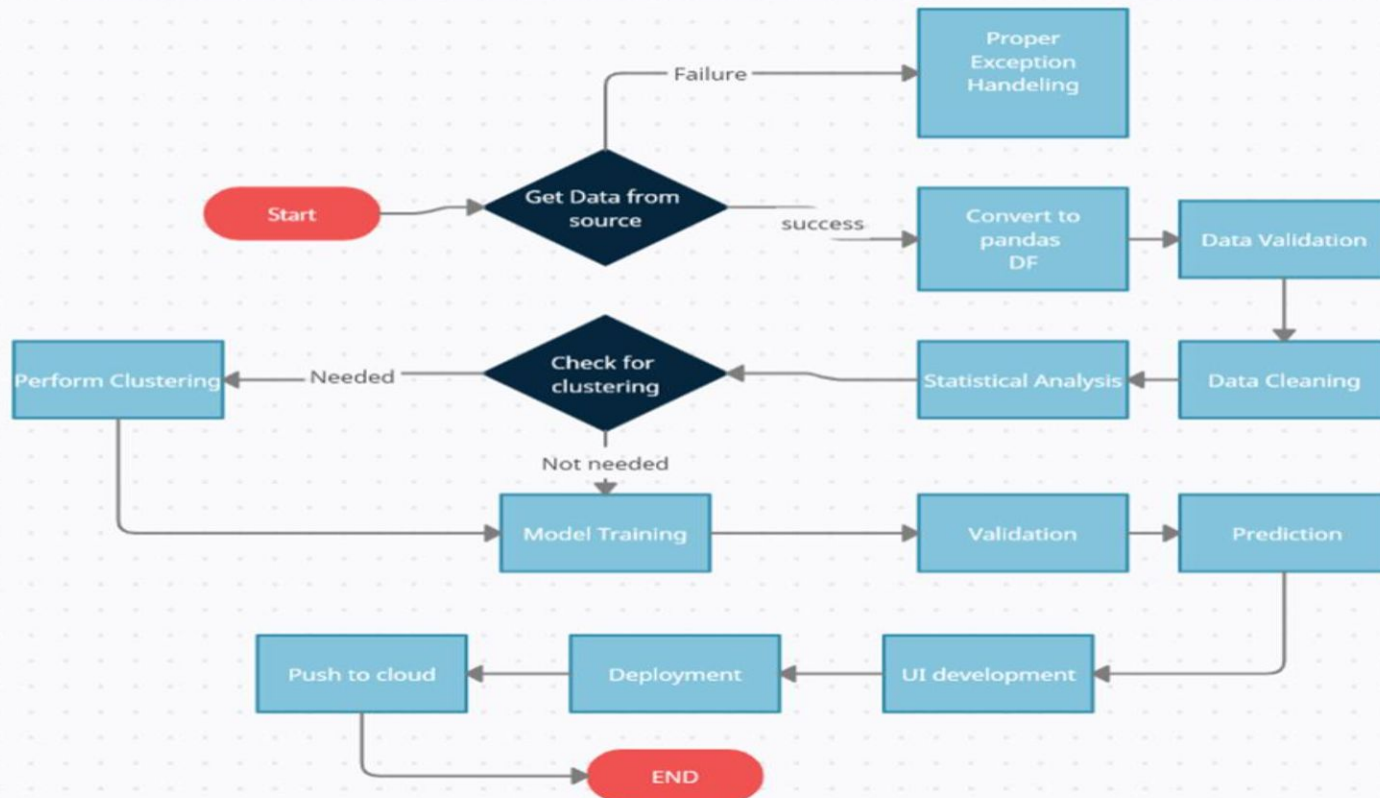 Proper
Exception
Handeling
Failure
Get Data from
source
Start
success
Convert to
pandas
DF
Data Validation
Perform Clustering
Needed
Check for
clustering
Statistical Analysis
Data Cleaning
Not needed
Model Training
Validation
Prediction
Push to cloud
Deployment
UI development
END